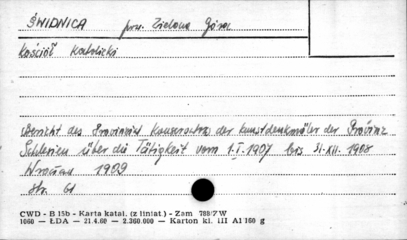 ŚWIDNICA pow. Zielona Góra
Kościół Katolicki
Bericht des Provinzial Konservators der Kunstdenkmäler der Provinz
Schlesien über die Tätigkeit vom 1.I.1907 bis 31.XII.1908
Wrocław 1909
str. 61
CWD - B 15b - Karta katal. (z liniat.) - Zam 788/7 W
1060 — ŁDA — 21.4.60 — 2.360.000 — Karton kl. III A1 160 g